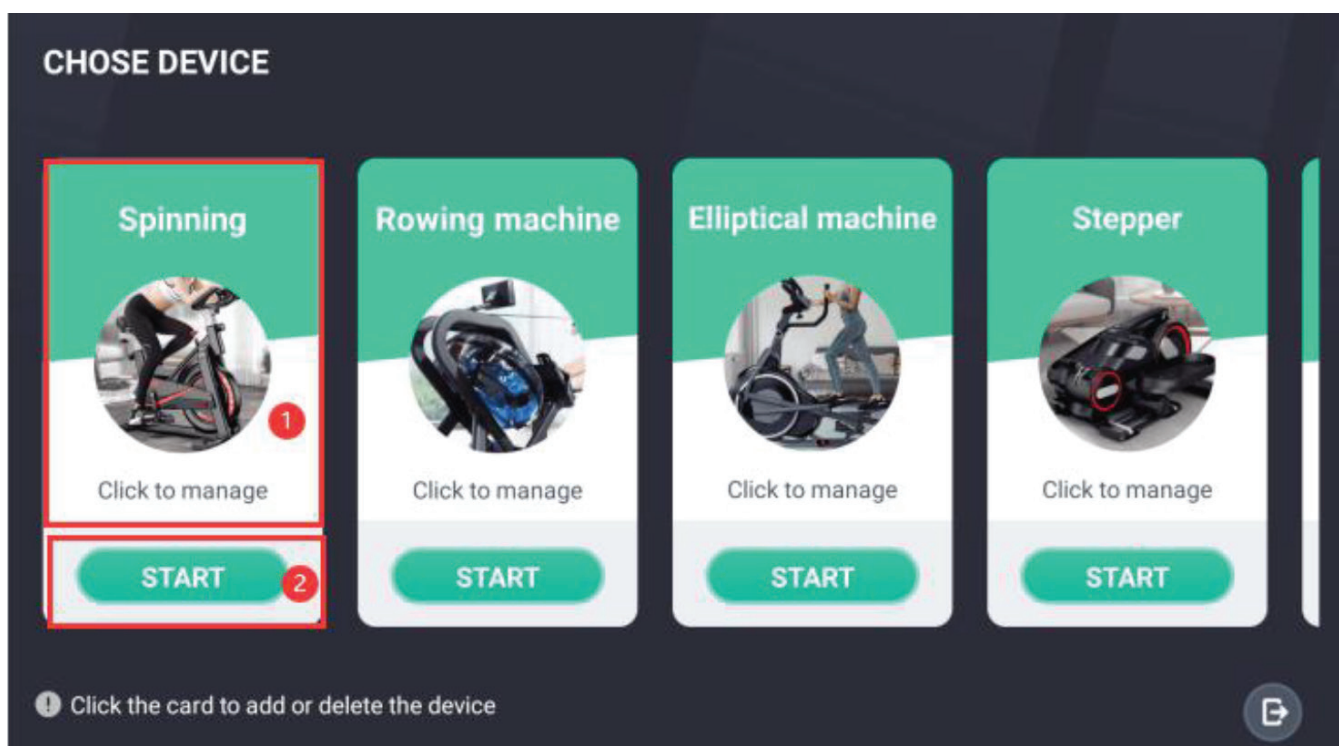 CHOSE DEVICE
Spinning
Rowing machine
Elliptical machine
Stepper
1
Click to manage
Click to manage
Click to manage
Click to manage
START
2
START
START
START
Click the card to add or delete the device